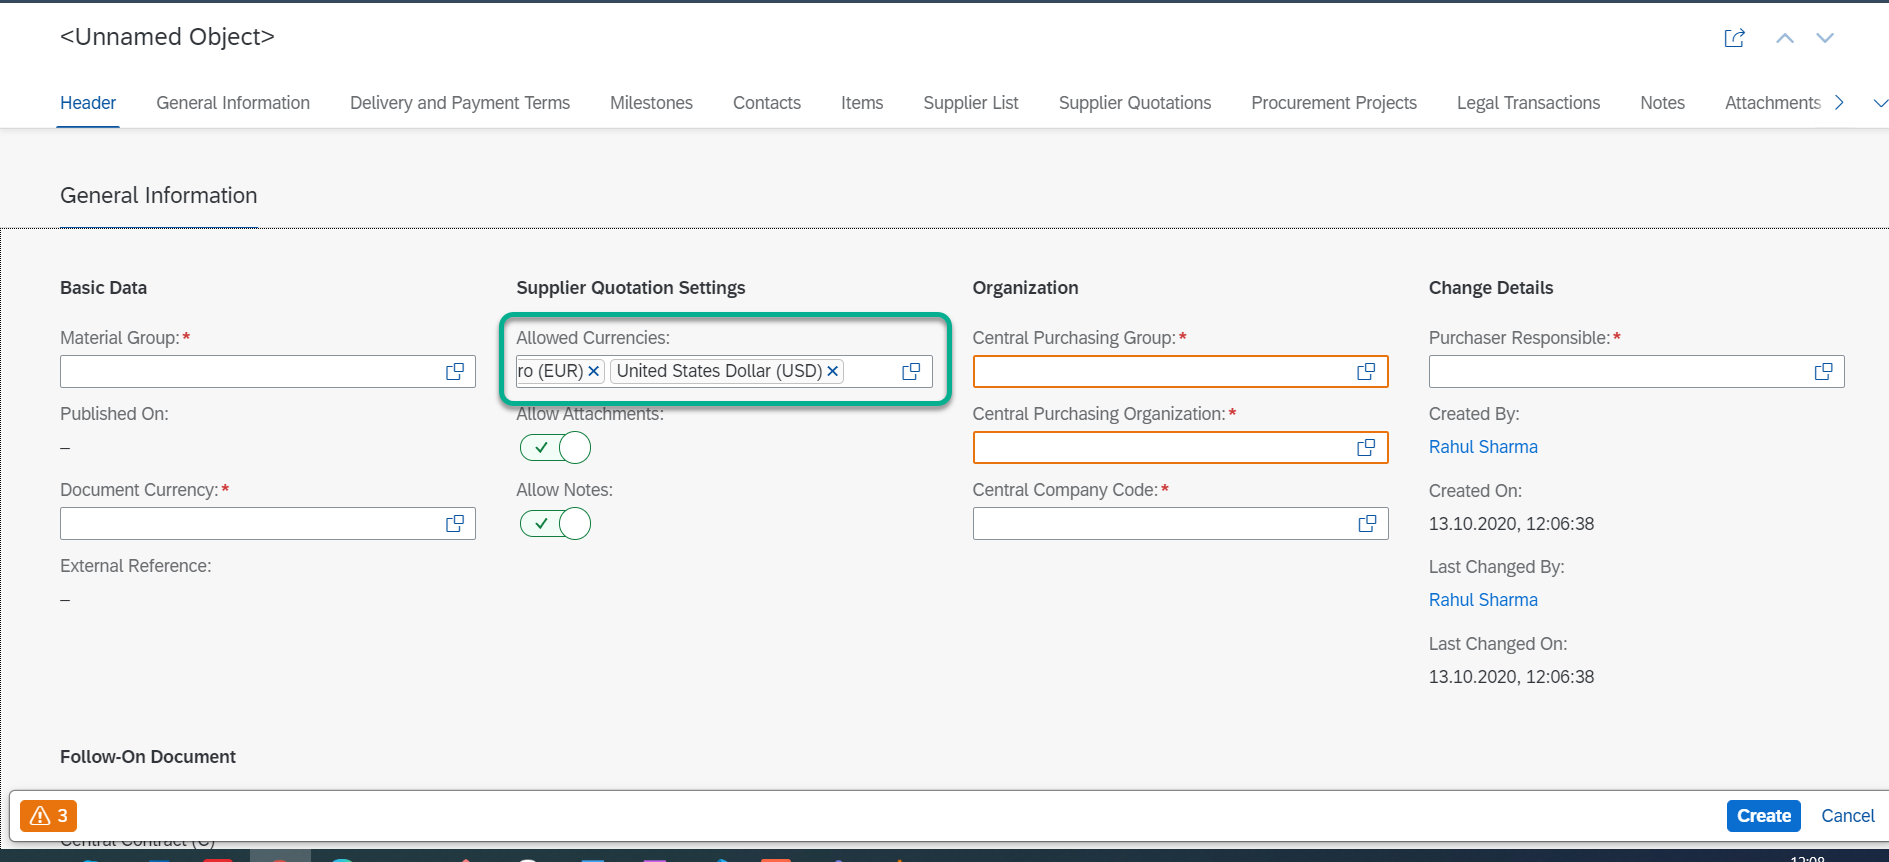 <Unnamed Object>
Header General Information Delivery and Payment Terms Milestones Contacts Items Supplier List Supplier Quotations Procurement Projects Legal Transactions Notes Attachments
General Information
Basic Data
Material Group:*
Published On:
–
Document Currency:*
External Reference:
–
Supplier Quotation Settings
Allowed Currencies:
ro (EUR) United States Dollar (USD)
Allow Attachments:
Allow Notes:
Organization
Central Purchasing Group:*
Central Purchasing Organization:*
Central Company Code:*
Change Details
Purchaser Responsible:*
Created By:
Rahul Sharma
Created On:
13.10.2020, 12:06:38
Last Changed By:
Rahul Sharma
Last Changed On:
13.10.2020, 12:06:38
Follow-On Document
3 Create Cancel
Central Contract (C)